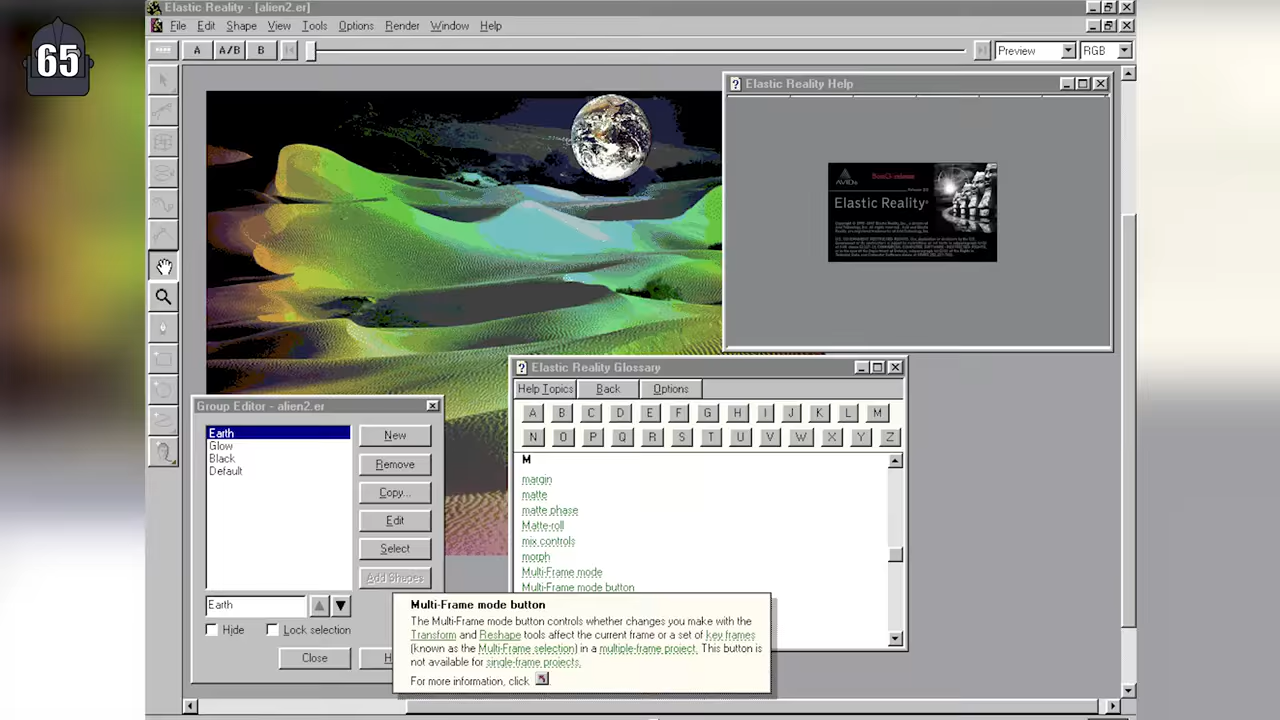 65
Elastic Reality - [alien2.er]
File Edit Shape View Tools Options Render Window Help
A A/B B Preview RGB
Elastic Reality Help
AVID
Elastic Reality
Elastic Reality Glossary
Help Topics Back Options
A B C D E F G H I J K L M
N O P Q R S T U V W X Y Z
M
margin
matte
matte phase
Matte-roll
mix controls
morph
Multi-Frame mode
Multi-Frame mode button
Group Editor - alien2.er
Earth
Glow
Black
Default
New
Remove
Copy...
Edit
Select
Add Shapes
Earth
Hide Lock selection
Close H
Multi-Frame mode button
The Multi-Frame mode button controls whether changes you make with the
Transform and Reshape tools affect the current frame or a set of key frames
(known as the Multi-Frame selection) in a multiple-frame project. This button is
not available for single-frame projects.
For more information, click